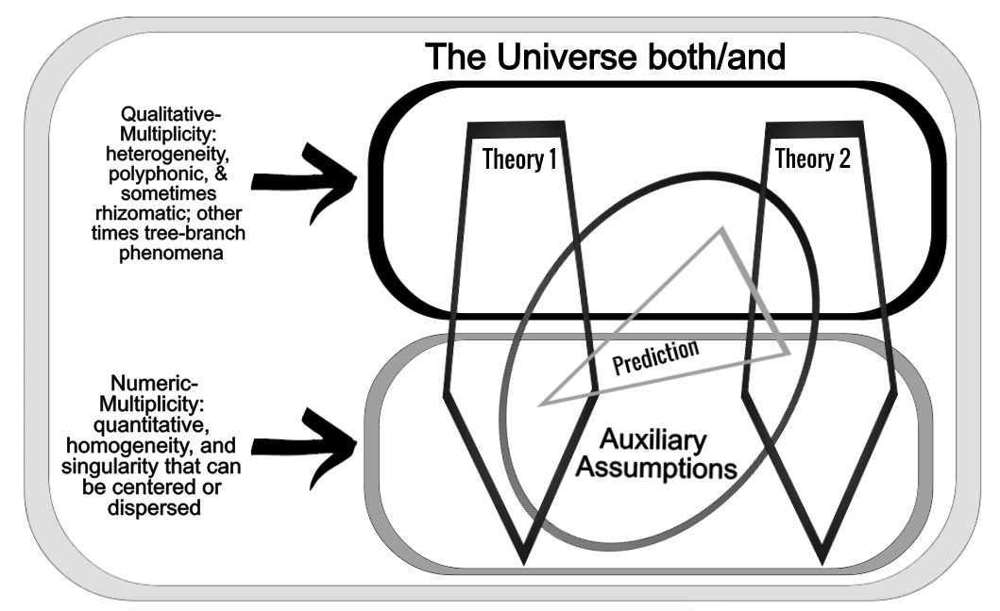 The Universe both/and
Qualitative-
Multiplicity:
heterogeneity,
polyphonic, &
sometimes
rhizomatic; other
times tree-branch
phenomena
Theory 1
Theory 2
Prediction
Numeric-
Multiplicity:
quantitative,
homogeneity, and
singularity that can
be centered or
dispersed
Auxiliary
Assumptions